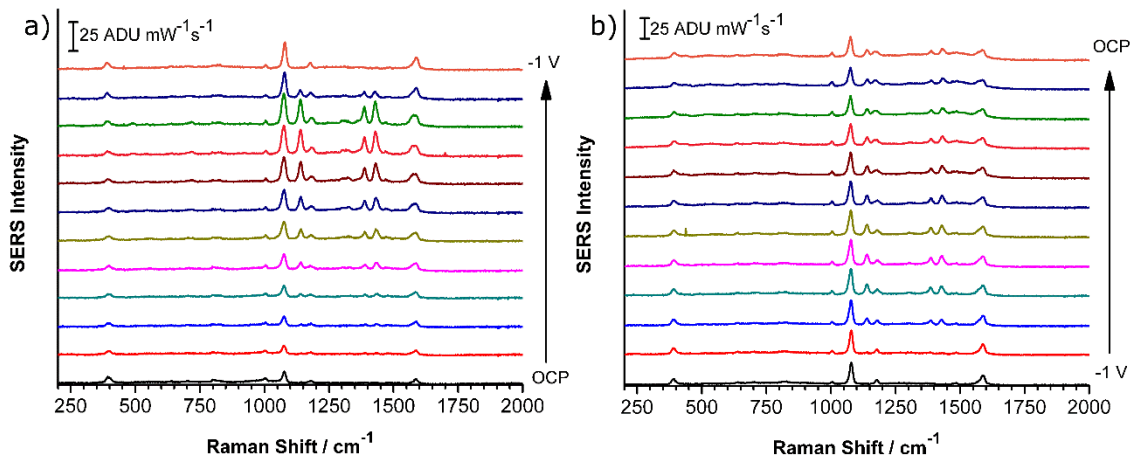 a)
25 ADU mW⁻¹s⁻¹
-1 V
OCP
SERS Intensity
250 500 750 1000 1250 1500 1750 2000
Raman Shift / cm⁻¹
b)
25 ADU mW⁻¹s⁻¹
OCP
-1 V
SERS Intensity
250 500 750 1000 1250 1500 1750 2000
Raman Shift / cm⁻¹